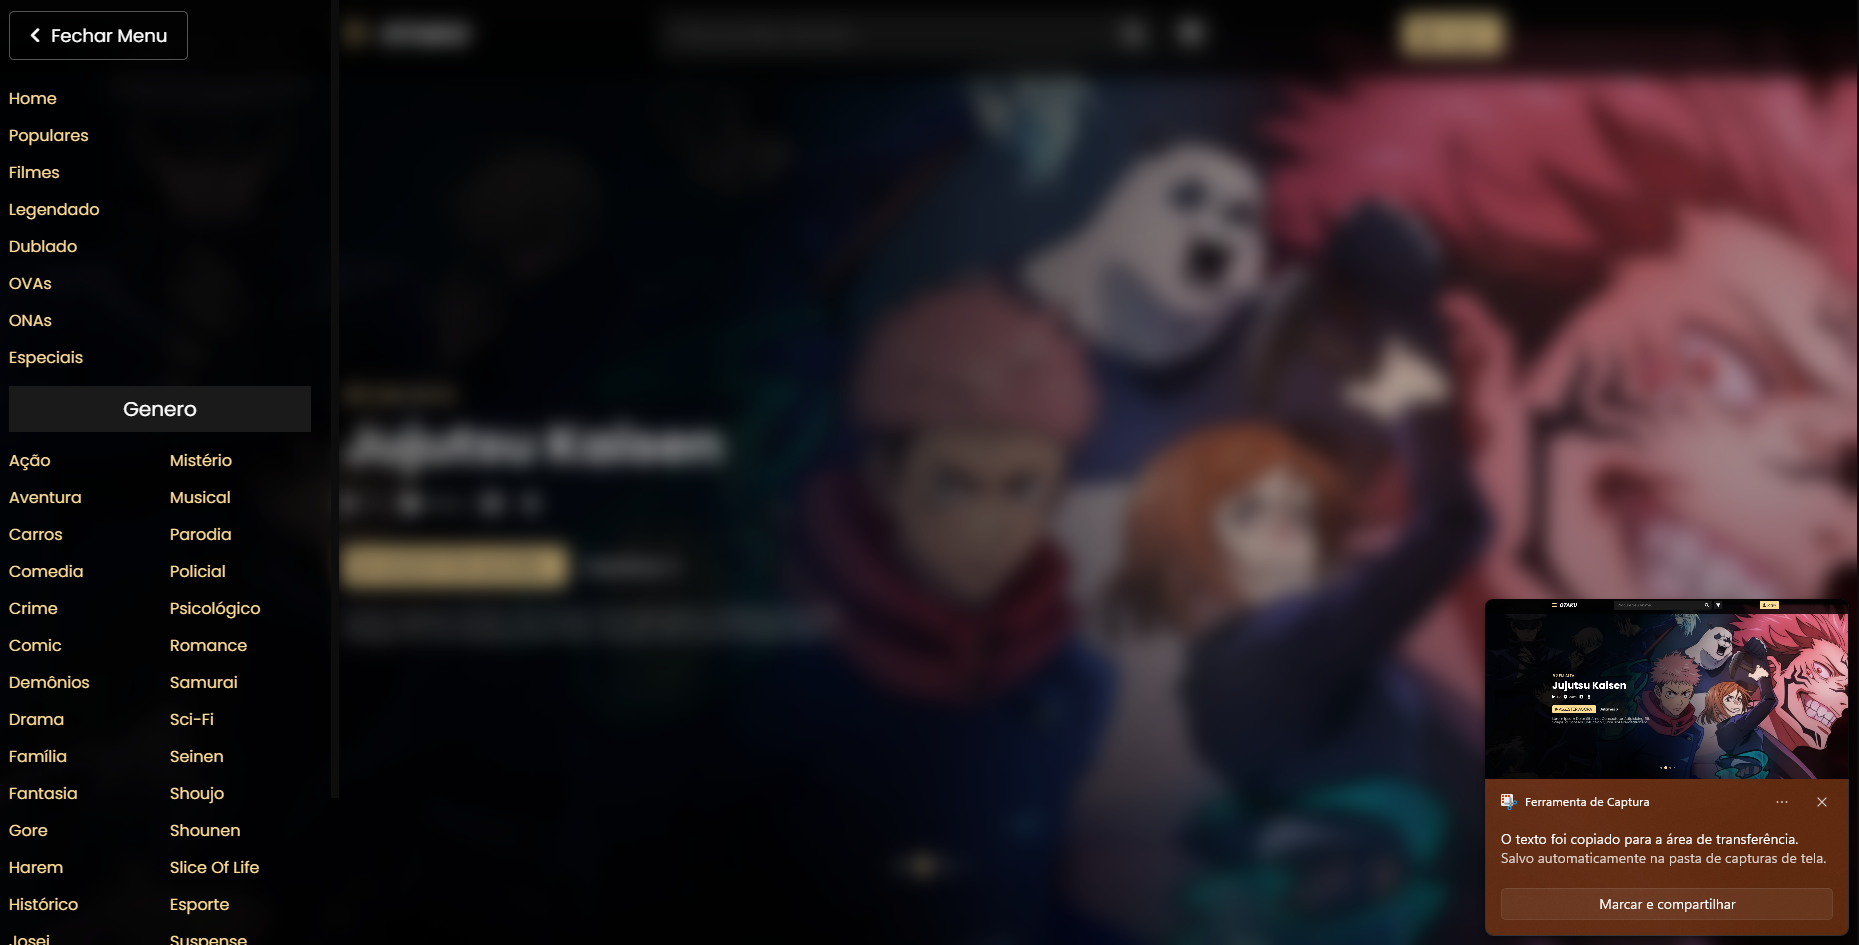 Fechar Menu
Home
Populares
Filmes
Legendado
Dublado
OVAs
ONAs
Especiais
Genero
Ação
Aventura
Carros
Comedia
Crime
Comic
Demônios
Drama
Família
Fantasia
Gore
Harem
Histórico
Josei
Mistério
Musical
Parodia
Policial
Psicológico
Romance
Samurai
Sci-Fi
Seinen
Shoujo
Shounen
Slice Of Life
Esporte
Suspense
Jujutsu Kaisen
OTAKU
Jujutsu Kaisen
Ferramenta de Captura
O texto foi copiado para a área de transferência.
Salvo automaticamente na pasta de capturas de tela.
Marcar e compartilhar